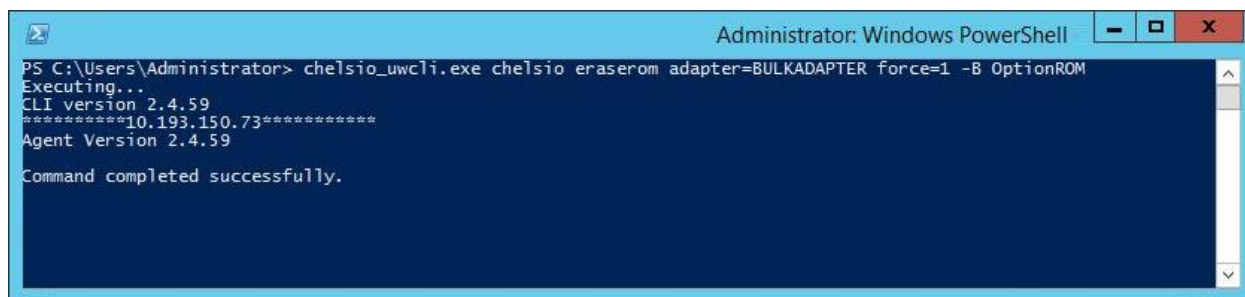 Administrator: Windows PowerShell
PS C:\Users\Administrator> chelsio_uwcli.exe chelsio eraserom adapter=BULKADAPTER force=1 -B OptionROM
Executing...
CLI version 2.4.59
**********10.193.150.73***********
Agent Version 2.4.59
Command completed successfully.